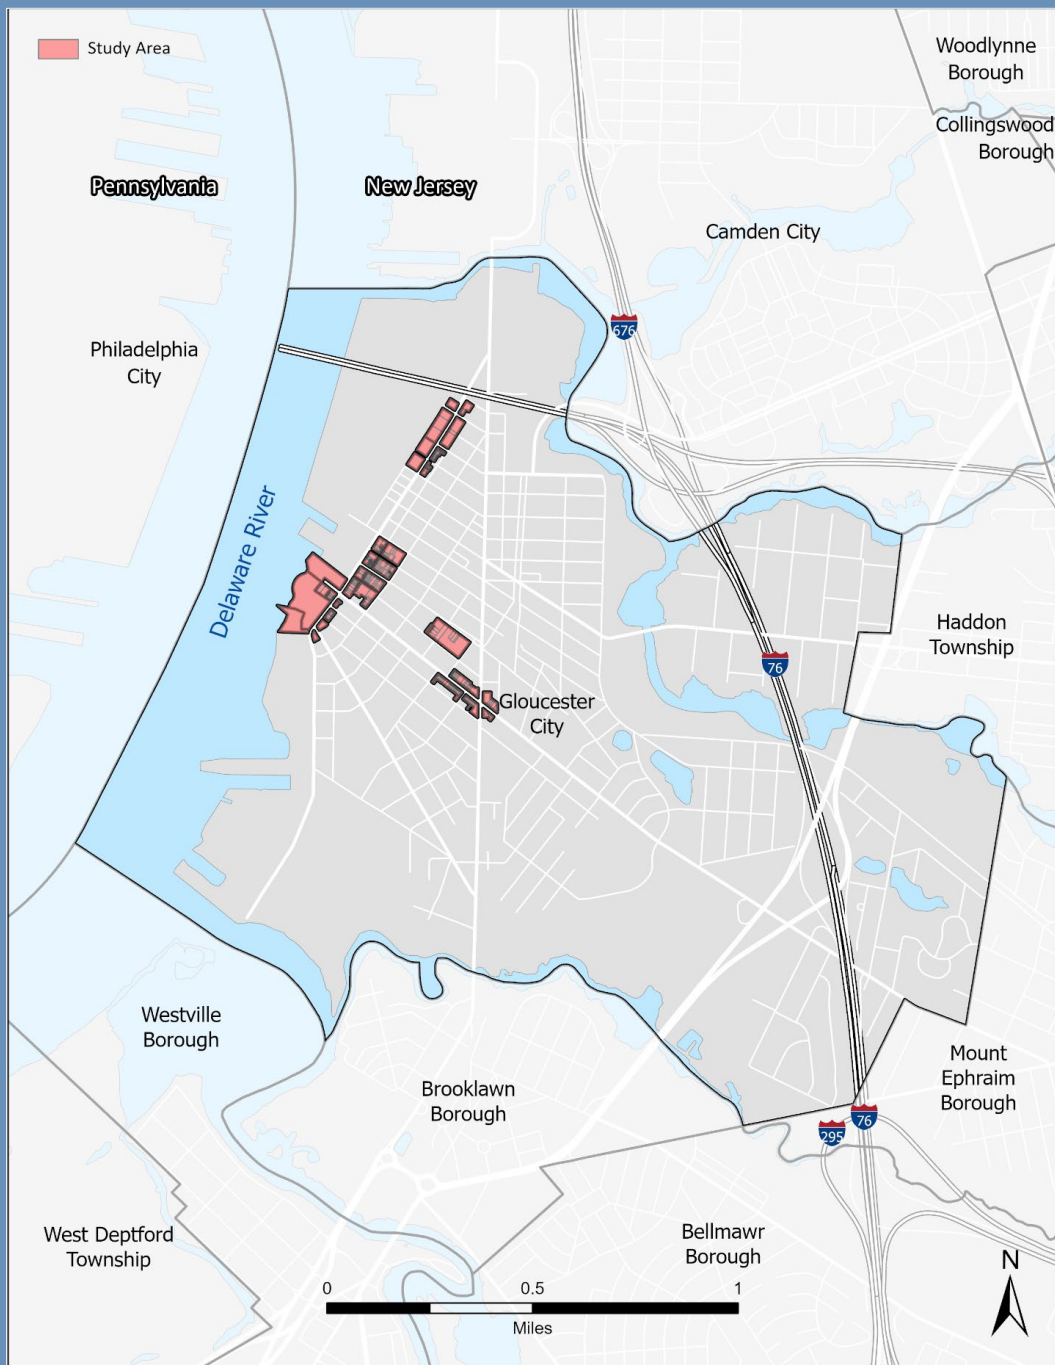 Study Area
Woodlynne
Borough
Collingswood
Borough
Pennsylvania
New Jersey
Camden City
676
Philadelphia
City
Delaware River
Haddon
Township
76
Gloucester
City
Westville
Borough
Mount
Ephraim
Borough
Brooklawn
Borough
76
295
West Deptford
Township
Bellmawr
Borough
N
0 0.5 1
Miles